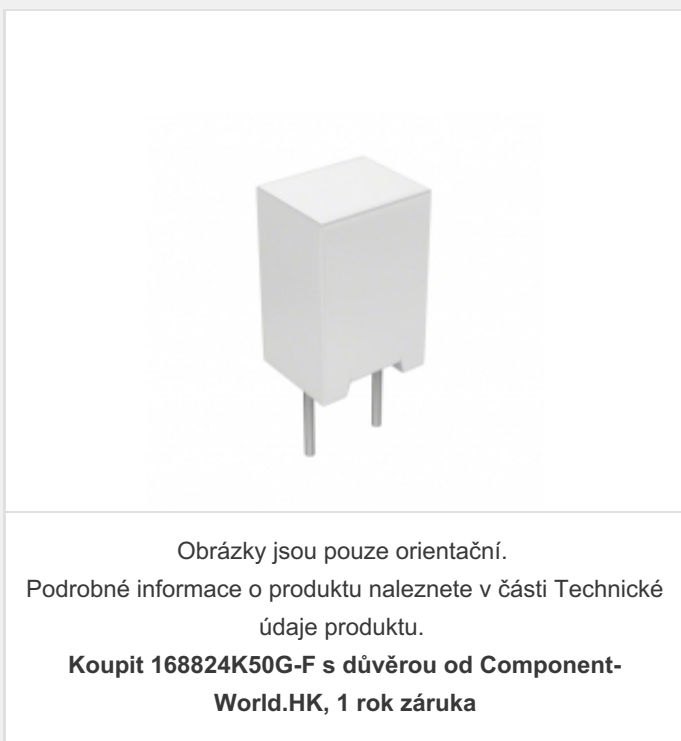 Obrázky jsou pouze orientační.
Podrobné informace o produktu naleznete v části Technické
údaje produktu.
Koupit 168824K50G-F s důvěrou od Component-
World.HK, 1 rok záruka